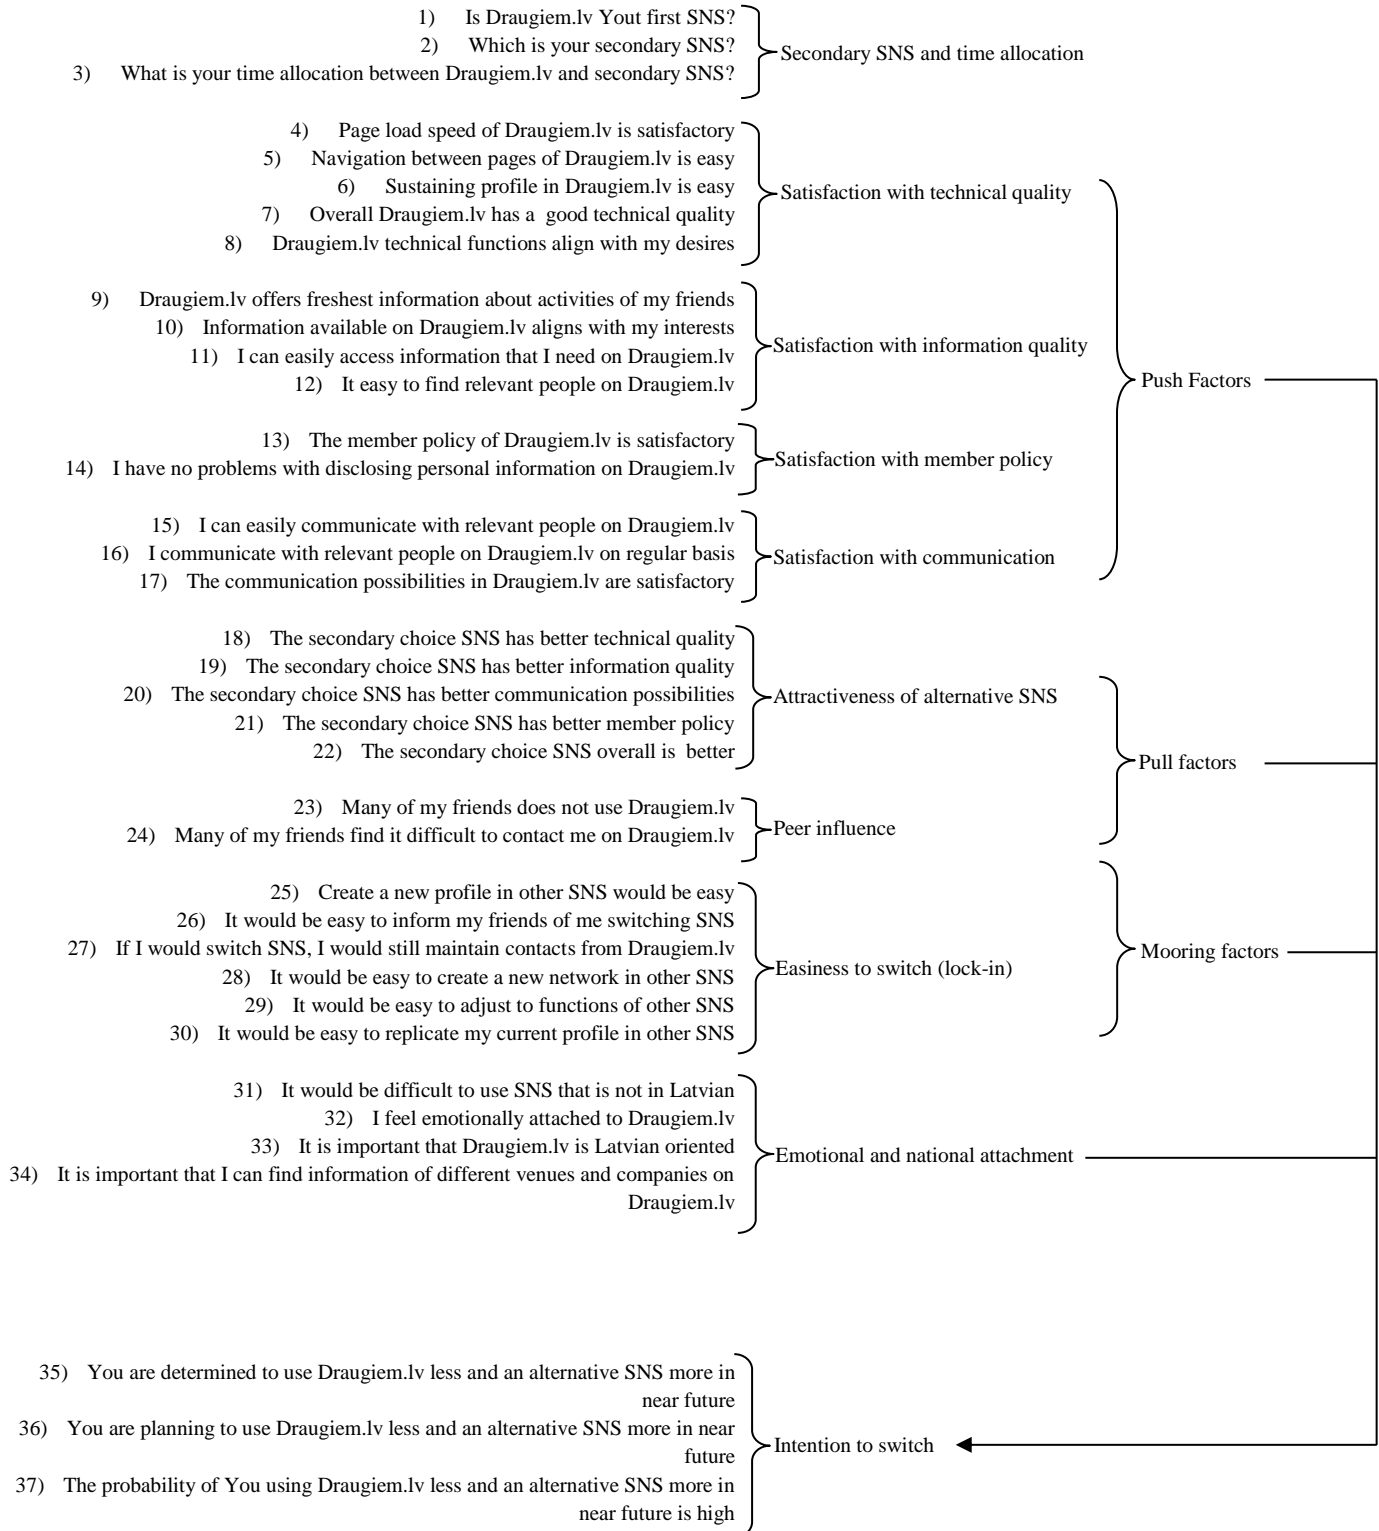 1) Is Draugiem.lv Yout first SNS?
2) Which is your secondary SNS?
3) What is your time allocation between Draugiem.lv and secondary SNS?
Secondary SNS and time allocation
4) Page load speed of Draugiem.lv is satisfactory
5) Navigation between pages of Draugiem.lv is easy
6) Sustaining profile in Draugiem.lv is easy
7) Overall Draugiem.lv has a good technical quality
8) Draugiem.lv technical functions align with my desires
Satisfaction with technical quality
9) Draugiem.lv offers freshest information about activities of my friends
10) Information available on Draugiem.lv aligns with my interests
11) I can easily access information that I need on Draugiem.lv
12) It easy to find relevant people on Draugiem.lv
Satisfaction with information quality
13) The member policy of Draugiem.lv is satisfactory
14) I have no problems with disclosing personal information on Draugiem.lv
Satisfaction with member policy
15) I can easily communicate with relevant people on Draugiem.lv
16) I communicate with relevant people on Draugiem.lv on regular basis
17) The communication possibilities in Draugiem.lv are satisfactory
Satisfaction with communication
Push Factors
18) The secondary choice SNS has better technical quality
19) The secondary choice SNS has better information quality
20) The secondary choice SNS has better communication possibilities
21) The secondary choice SNS has better member policy
22) The secondary choice SNS overall is better
Attractiveness of alternative SNS
23) Many of my friends does not use Draugiem.lv
24) Many of my friends find it difficult to contact me on Draugiem.lv
Peer influence
Pull factors
25) Create a new profile in other SNS would be easy
26) It would be easy to inform my friends of me switching SNS
27) If I would switch SNS, I would still maintain contacts from Draugiem.lv
28) It would be easy to create a new network in other SNS
29) It would be easy to adjust to functions of other SNS
30) It would be easy to replicate my current profile in other SNS
Easiness to switch (lock-in)
Mooring factors
31) It would be difficult to use SNS that is not in Latvian
32) I feel emotionally attached to Draugiem.lv
33) It is important that Draugiem.lv is Latvian oriented
34) It is important that I can find information of different venues and companies on
Draugiem.lv
Emotional and national attachment
35) You are determined to use Draugiem.lv less and an alternative SNS more in
near future
36) You are planning to use Draugiem.lv less and an alternative SNS more in near
future
37) The probability of You using Draugiem.lv less and an alternative SNS more in
near future is high
Intention to switch